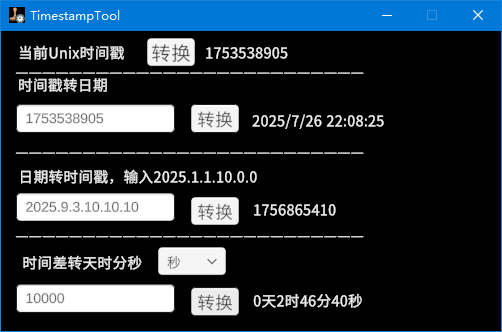 TimestampTool
当前Unix时间戳 转换 1753538905
时间戳转日期
1753538905 转换 2025/7/26 22:08:25
日期转时间戳，输入2025.1.1.10.0.0
2025.9.3.10.10.10 转换 1756865410
时间差转天时分秒 秒
10000 转换 0天2时46分40秒